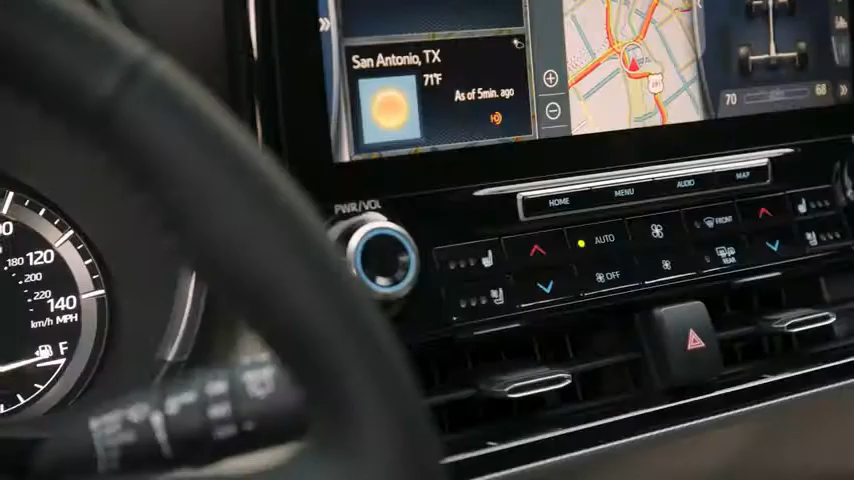 San Antonio, TX
71°F
As of 5min. ago
281
70
68
PWR/VOL
HOME MENU AUDIO MAP
AUTO
FRONT
OFF
REAR
120
180
200
220
140
km/h MPH
F